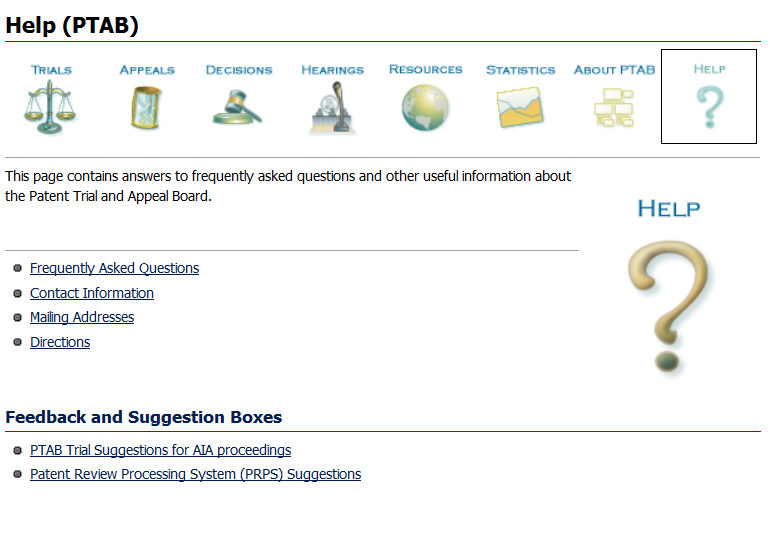 Help (PTAB)
TRIALS APPEALS DECISIONS HEARINGS RESOURCES STATISTICS ABOUT PTAB HELP
This page contains answers to frequently asked questions and other useful information about
the Patent Trial and Appeal Board.
HELP
Frequently Asked Questions
Contact Information
Mailing Addresses
Directions
Feedback and Suggestion Boxes
PTAB Trial Suggestions for AIA proceedings
Patent Review Processing System (PRPS) Suggestions